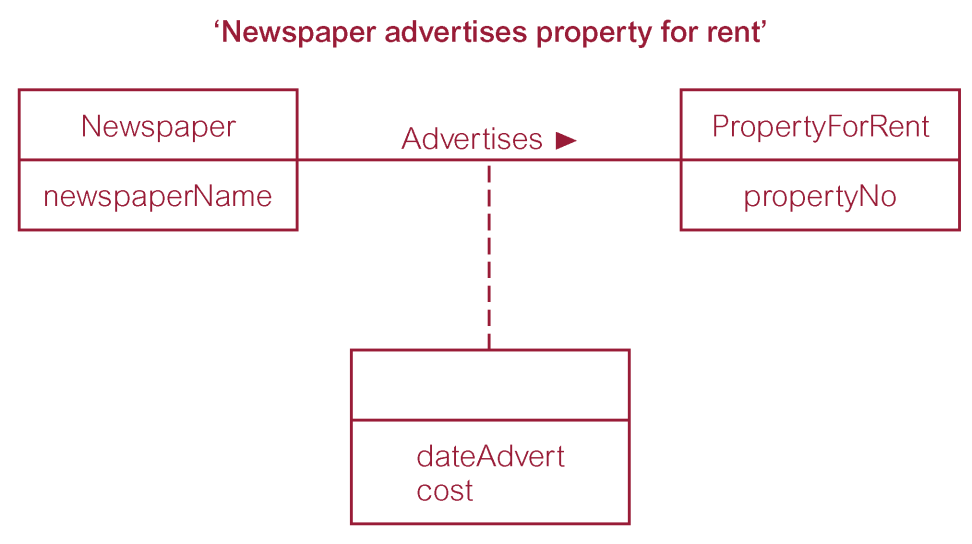 ‘Newspaper advertises property for rent’
Newspaper
Advertises ►
PropertyForRent
newspaperName
propertyNo
dateAdvert
cost